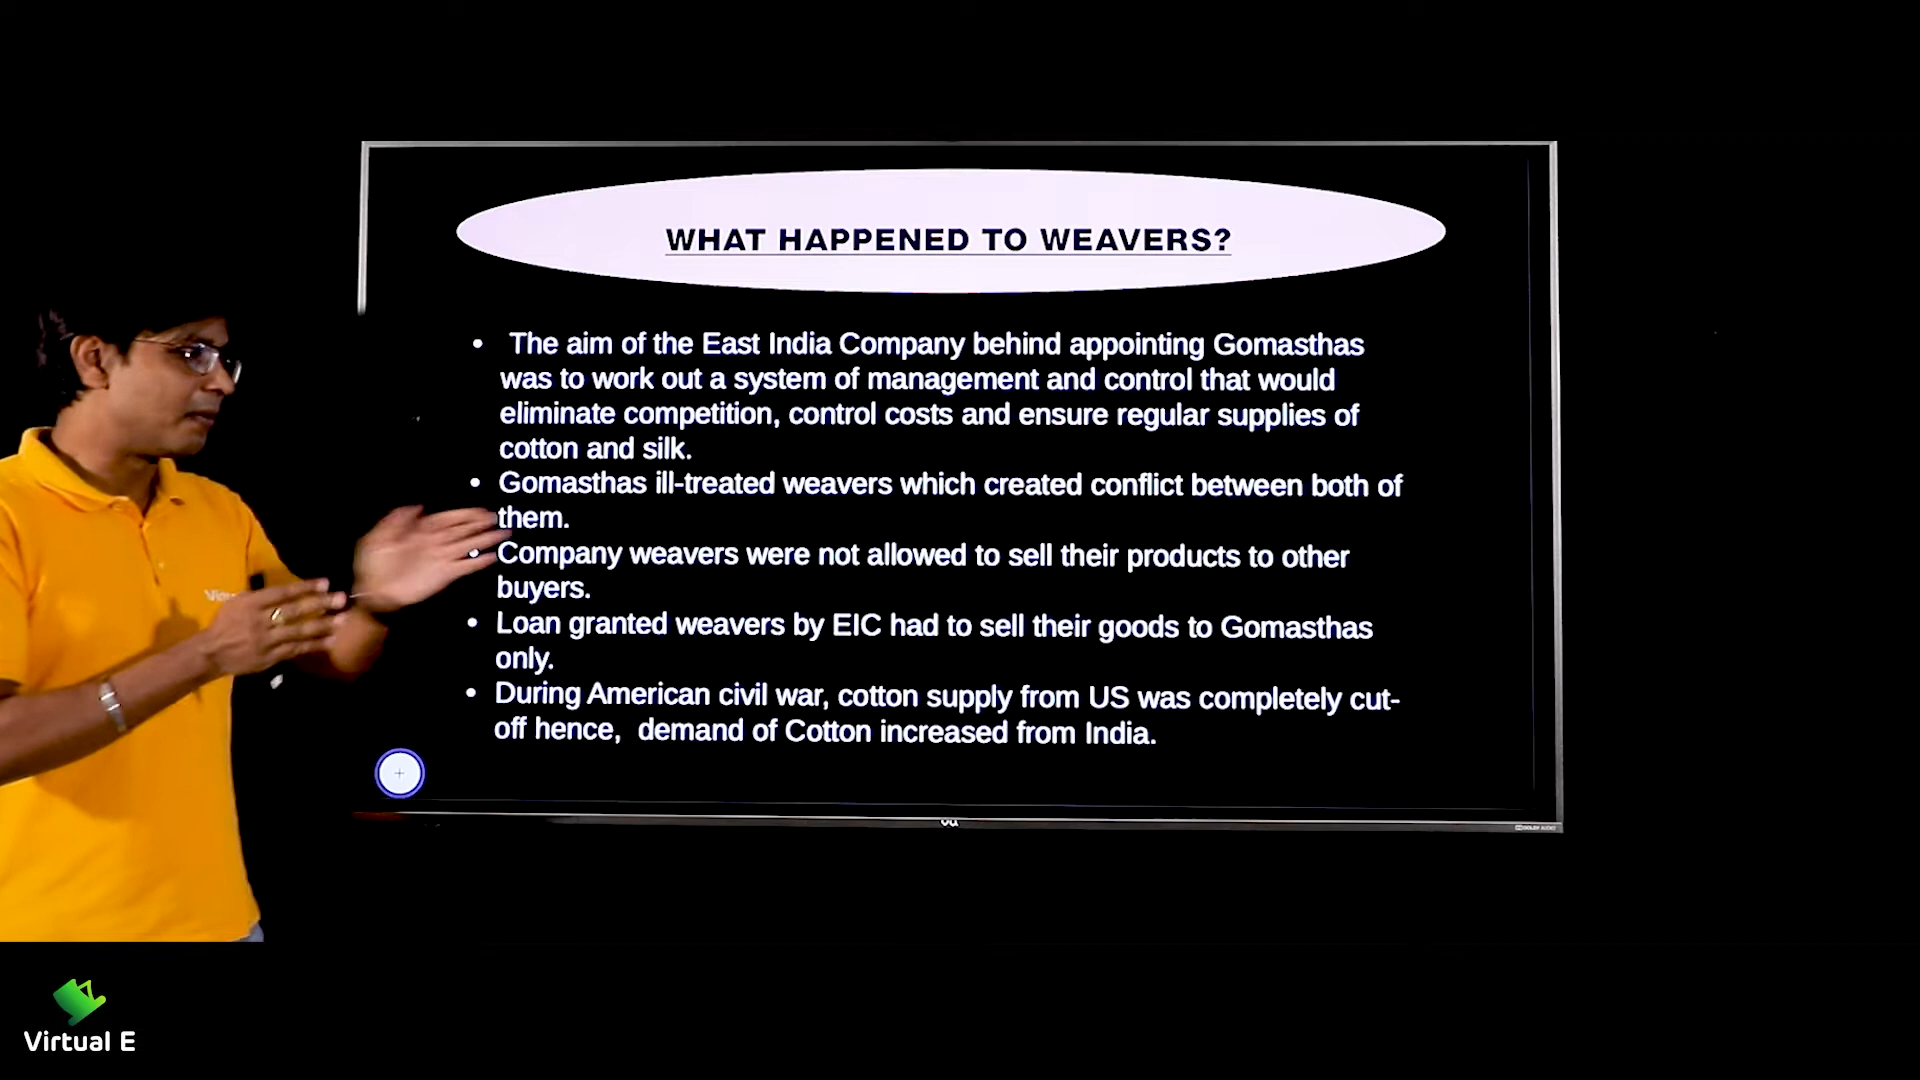 WHAT HAPPENED TO WEAVERS?
• The aim of the East India Company behind appointing Gomasthas
was to work out a system of management and control that would
eliminate competition, control costs and ensure regular supplies of
cotton and silk.
• Gomasthas ill-treated weavers which created conflict between both of
them.
• Company weavers were not allowed to sell their products to other
buyers.
• Loan granted weavers by EIC had to sell their goods to Gomasthas
only.
• During American civil war, cotton supply from US was completely cut-
off hence, demand of Cotton increased from India.
Virtual E